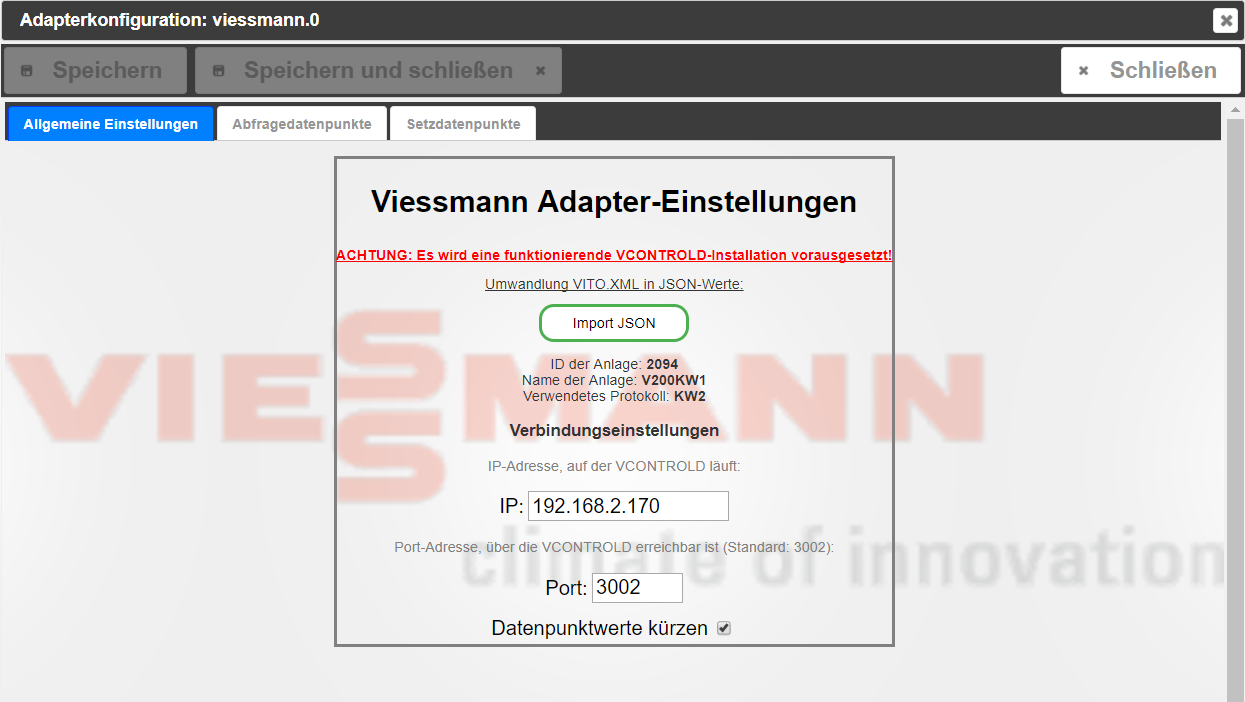 Adapterkonfiguration: viessmann.0
Speichern
Speichern und schließen
Schließen
Allgemeine Einstellungen
Abfragedatenpunkte
Setzdatenpunkte
Viessmann Adapter-Einstellungen
ACHTUNG: Es wird eine funktionierende VCONTROLD-Installation vorausgesetzt!
Umwandlung VITO.XML in JSON-Werte:
Import JSON
VIESSMANN
ID der Anlage: 2094
Name der Anlage: V200KW1
Verwendetes Protokoll: KW2
Verbindungseinstellungen
IP-Adresse, auf der VCONTROLD läuft:
IP: 192.168.2.170
Port-Adresse, über die VCONTROLD erreichbar ist (Standard: 3002):
climate of innovation
Port: 3002
Datenpunktwerte kürzen